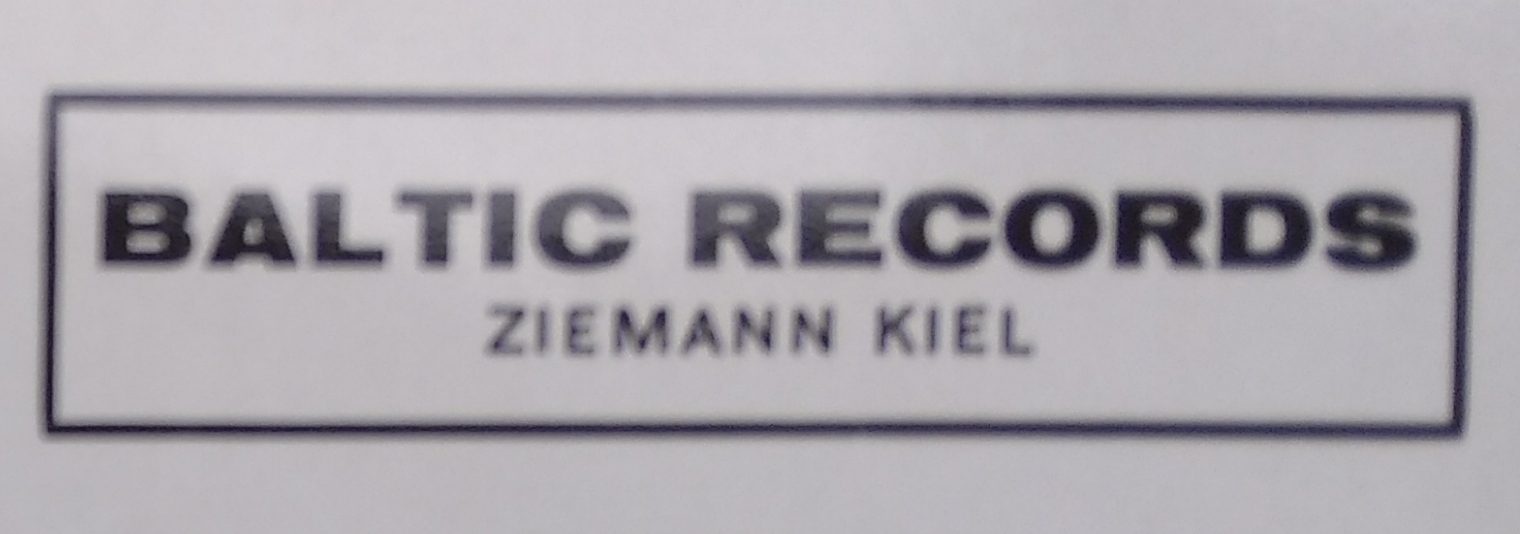 BALTIC RECORDS
ZIEMANN KIEL